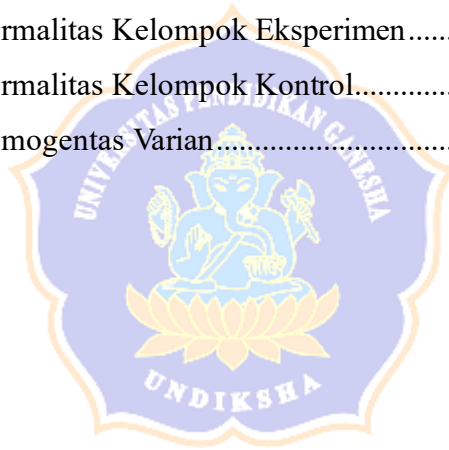 rmalitas Kelompok Eksperimen......
rmalitas Kelompok Kontrol.............
mogentas Varian................................
UNIVERSITAS PENDIDIKAN GANESHA
UNDIKSHA